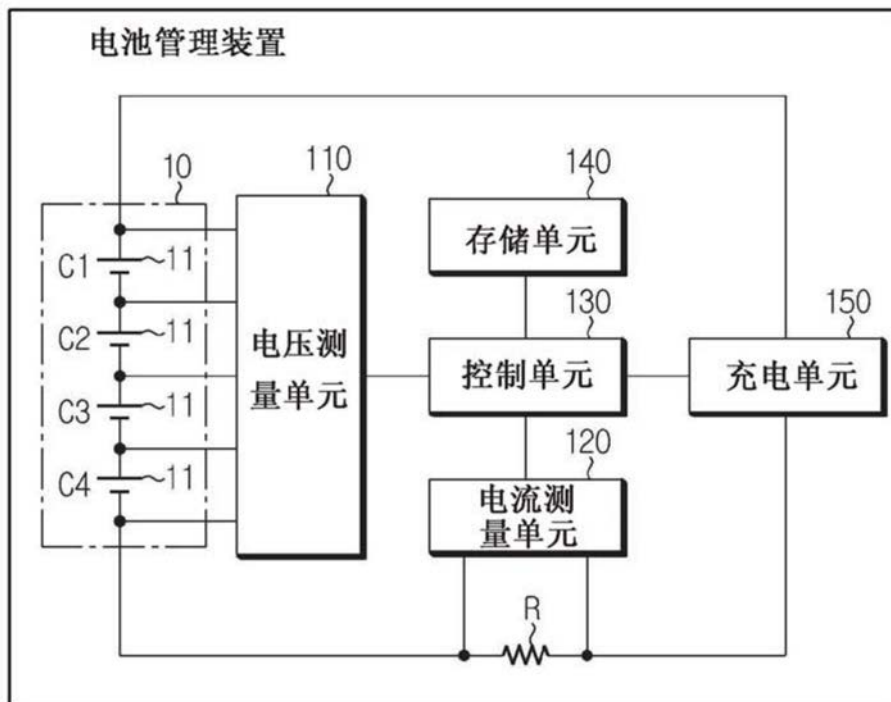 电池管理装置
10
110
140
C1 11
存储单元
C2 11
电压测
量单元
130
150
控制单元
充电单元
C3 11
120
C4 11
电流测
量单元
R